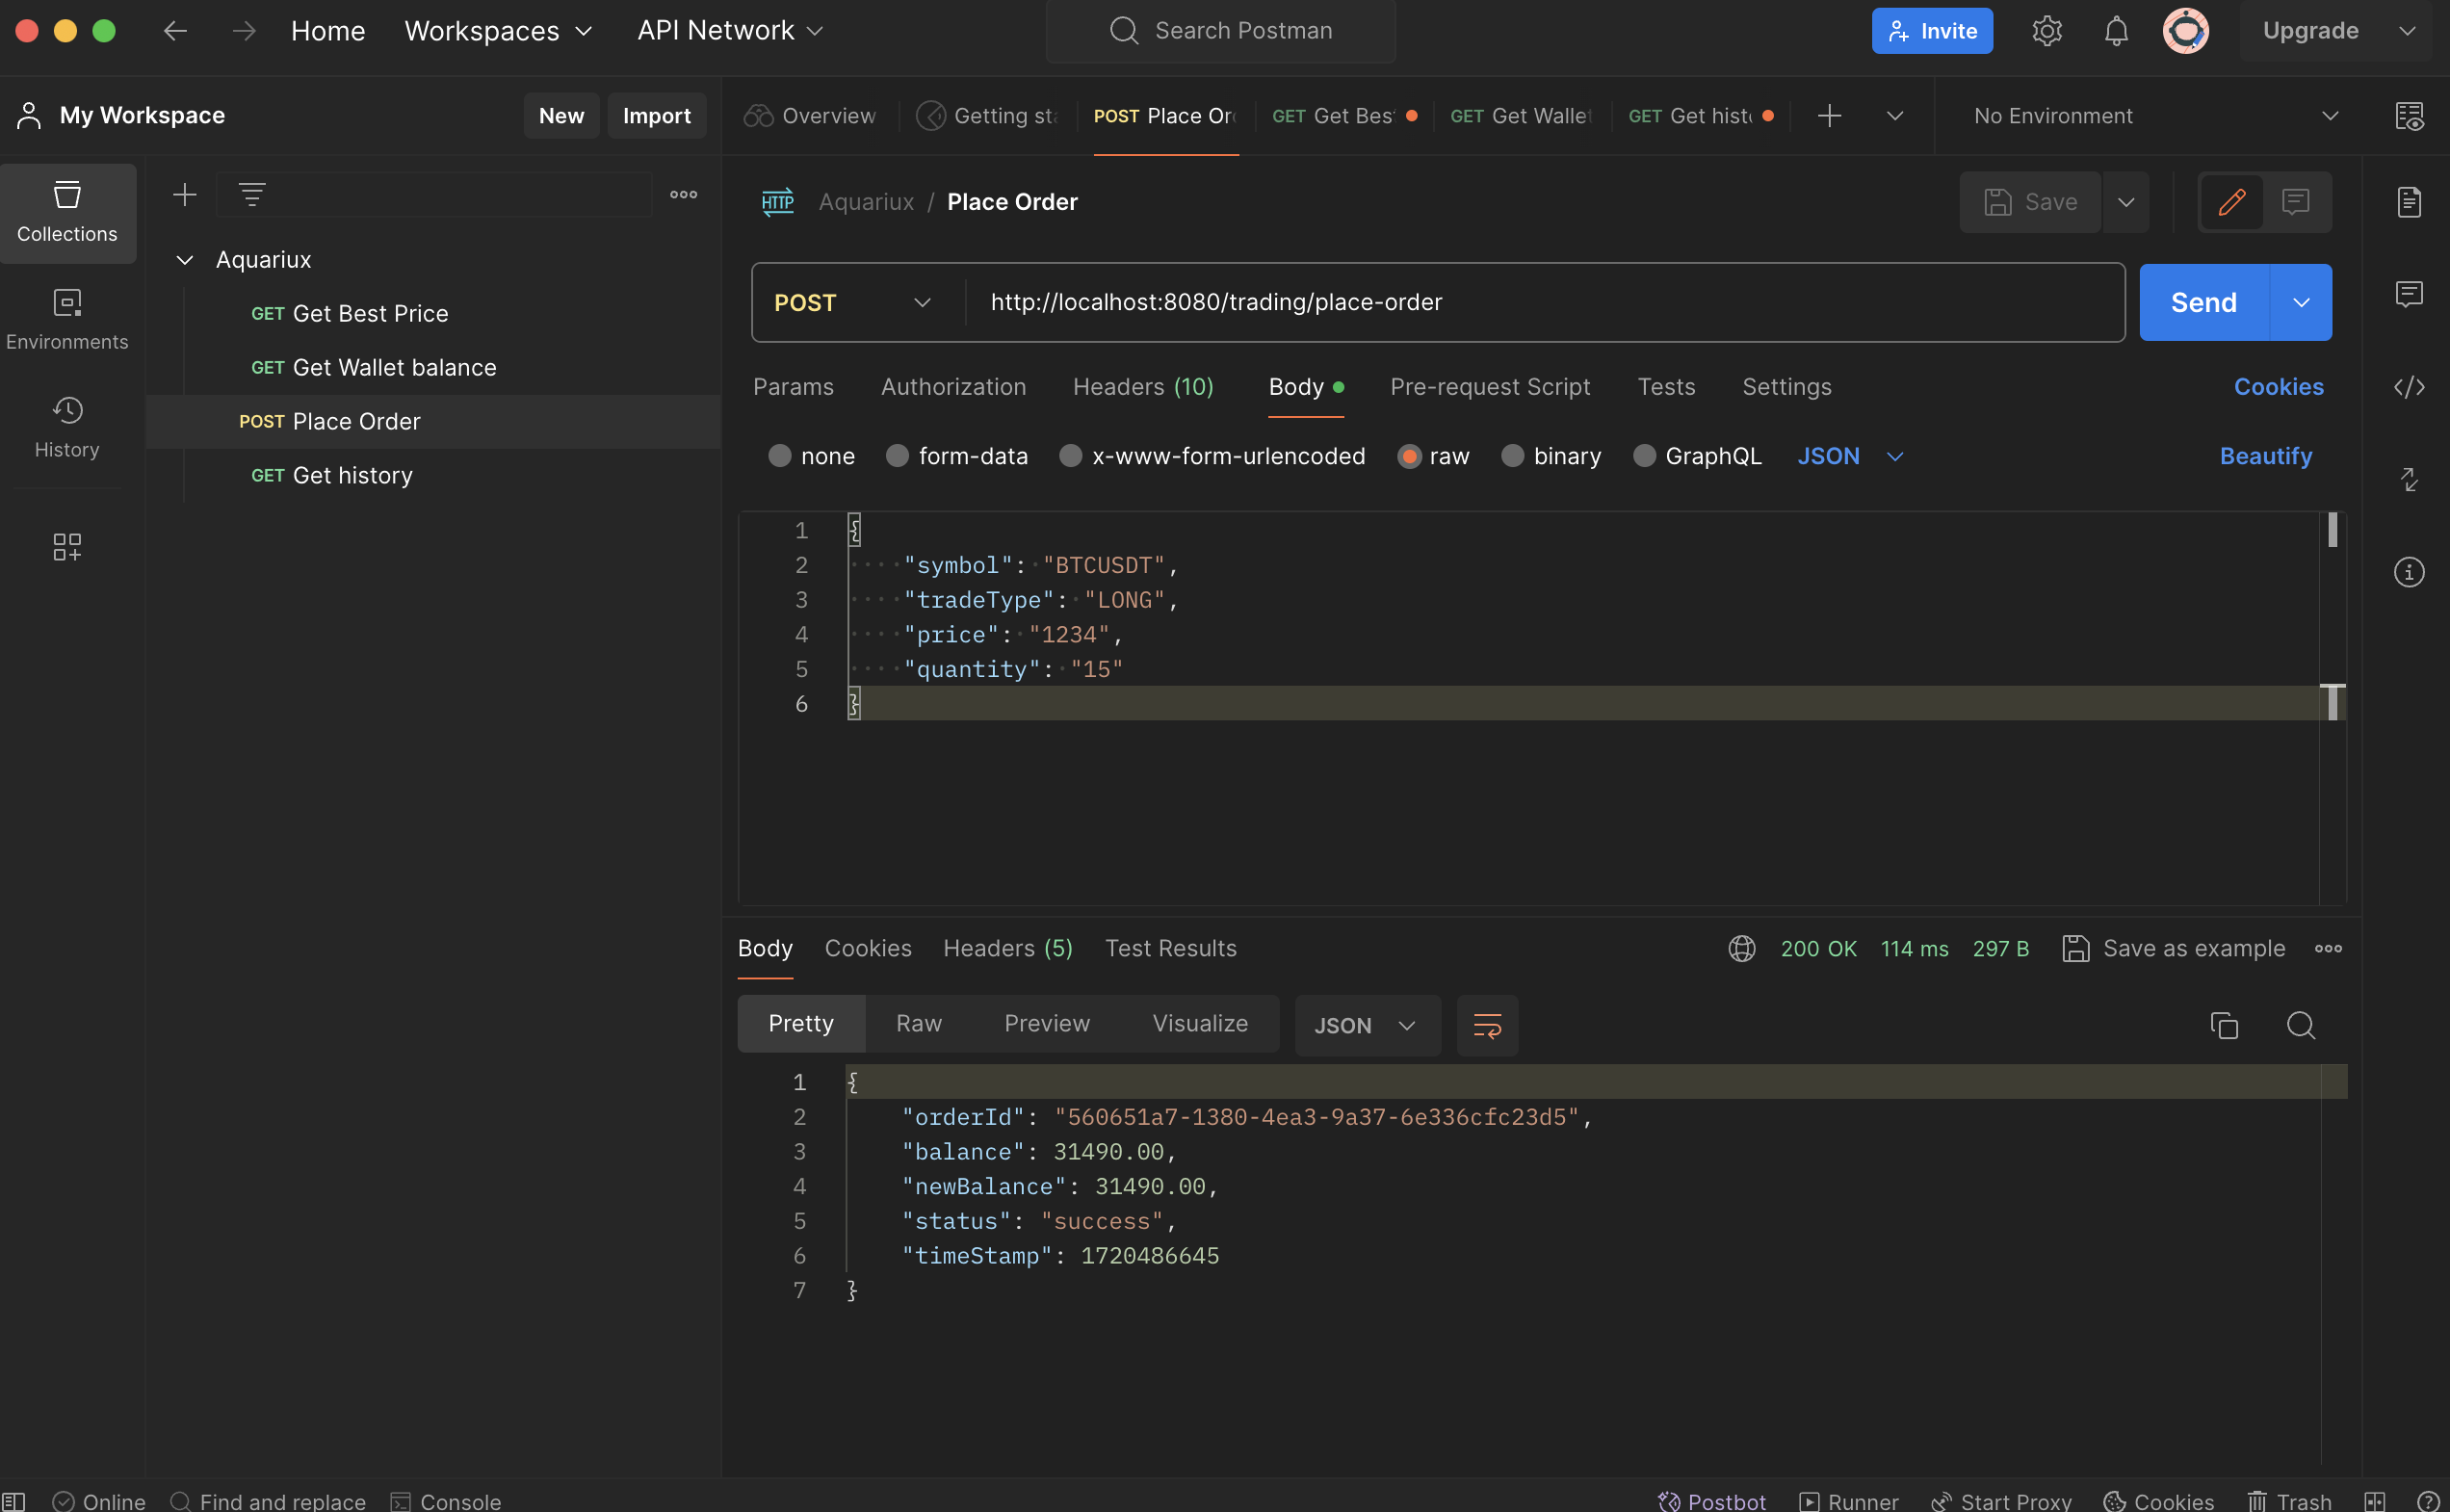 Home Workspaces API Network Search Postman Invite Upgrade
My Workspace New Import
Overview Getting sta POST Place Or GET Get Bes GET Get Wallet GET Get hist No Environment
Collections
Environments
History
Aquariux
GET Get Best Price
GET Get Wallet balance
POST Place Order
GET Get history
HTTP Aquariux / Place Order Save
POST http://localhost:8080/trading/place-order Send
Params Authorization Headers (10) Body Pre-request Script Tests Settings Cookies
none form-data x-www-form-urlencoded raw binary GraphQL JSON Beautify
1 {
2 "symbol": "BTCUSDT",
3 "tradeType": "LONG",
4 "price": "1234",
5 "quantity": "15"
6 }
Body Cookies Headers (5) Test Results 200 OK 114 ms 297 B Save as example
Pretty Raw Preview Visualize JSON
1 {
2 "orderId": "560651a7-1380-4ea3-9a37-6e336cfc23d5",
3 "balance": 31490.00,
4 "newBalance": 31490.00,
5 "status": "success",
6 "timeStamp": 1720486645
7 }
Online Find and replace Console Postbot Runner Start Proxy Cookies Trash